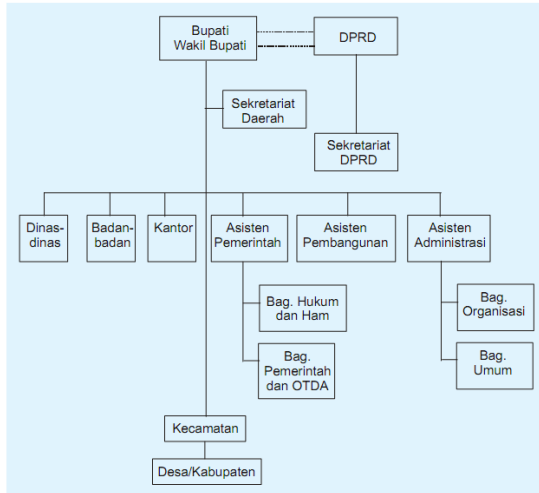 Bupati
Wakil Bupati
DPRD
Sekretariat
Daerah
Sekretariat
DPRD
Dinas-
dinas
Badan-
badan
Kantor
Asisten
Pemerintah
Asisten
Pembangunan
Asisten
Administrasi
Bag. Hukum
dan Ham
Bag.
Organisasi
Bag.
Pemerintah
dan OTDA
Bag.
Umum
Kecamatan
Desa/Kabupaten